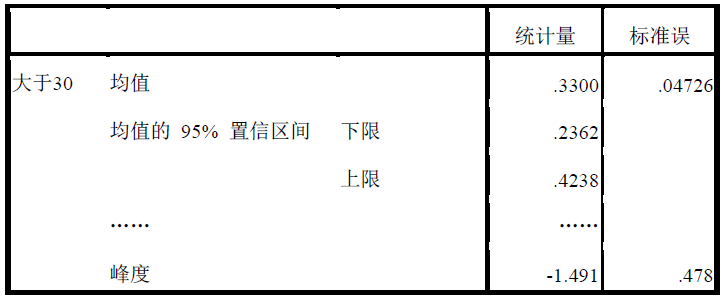 统计量 标准误
大于30 均值 .3300 .04726
均值的 95% 置信区间 下限 .2362
上限 .4238
…… ……
峰度 -1.491 .478